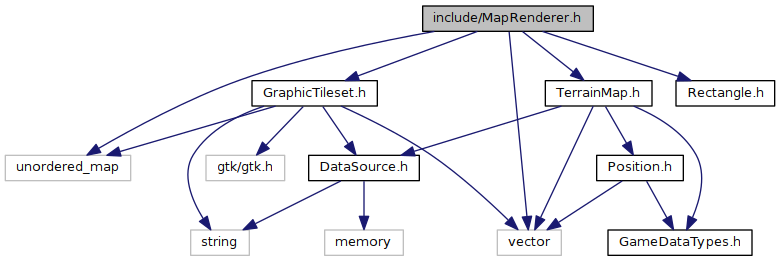 include/MapRenderer.h
GraphicTileset.h
TerrainMap.h
Rectangle.h
unordered_map
gtk/gtk.h
DataSource.h
Position.h
string
memory
vector
GameDataTypes.h